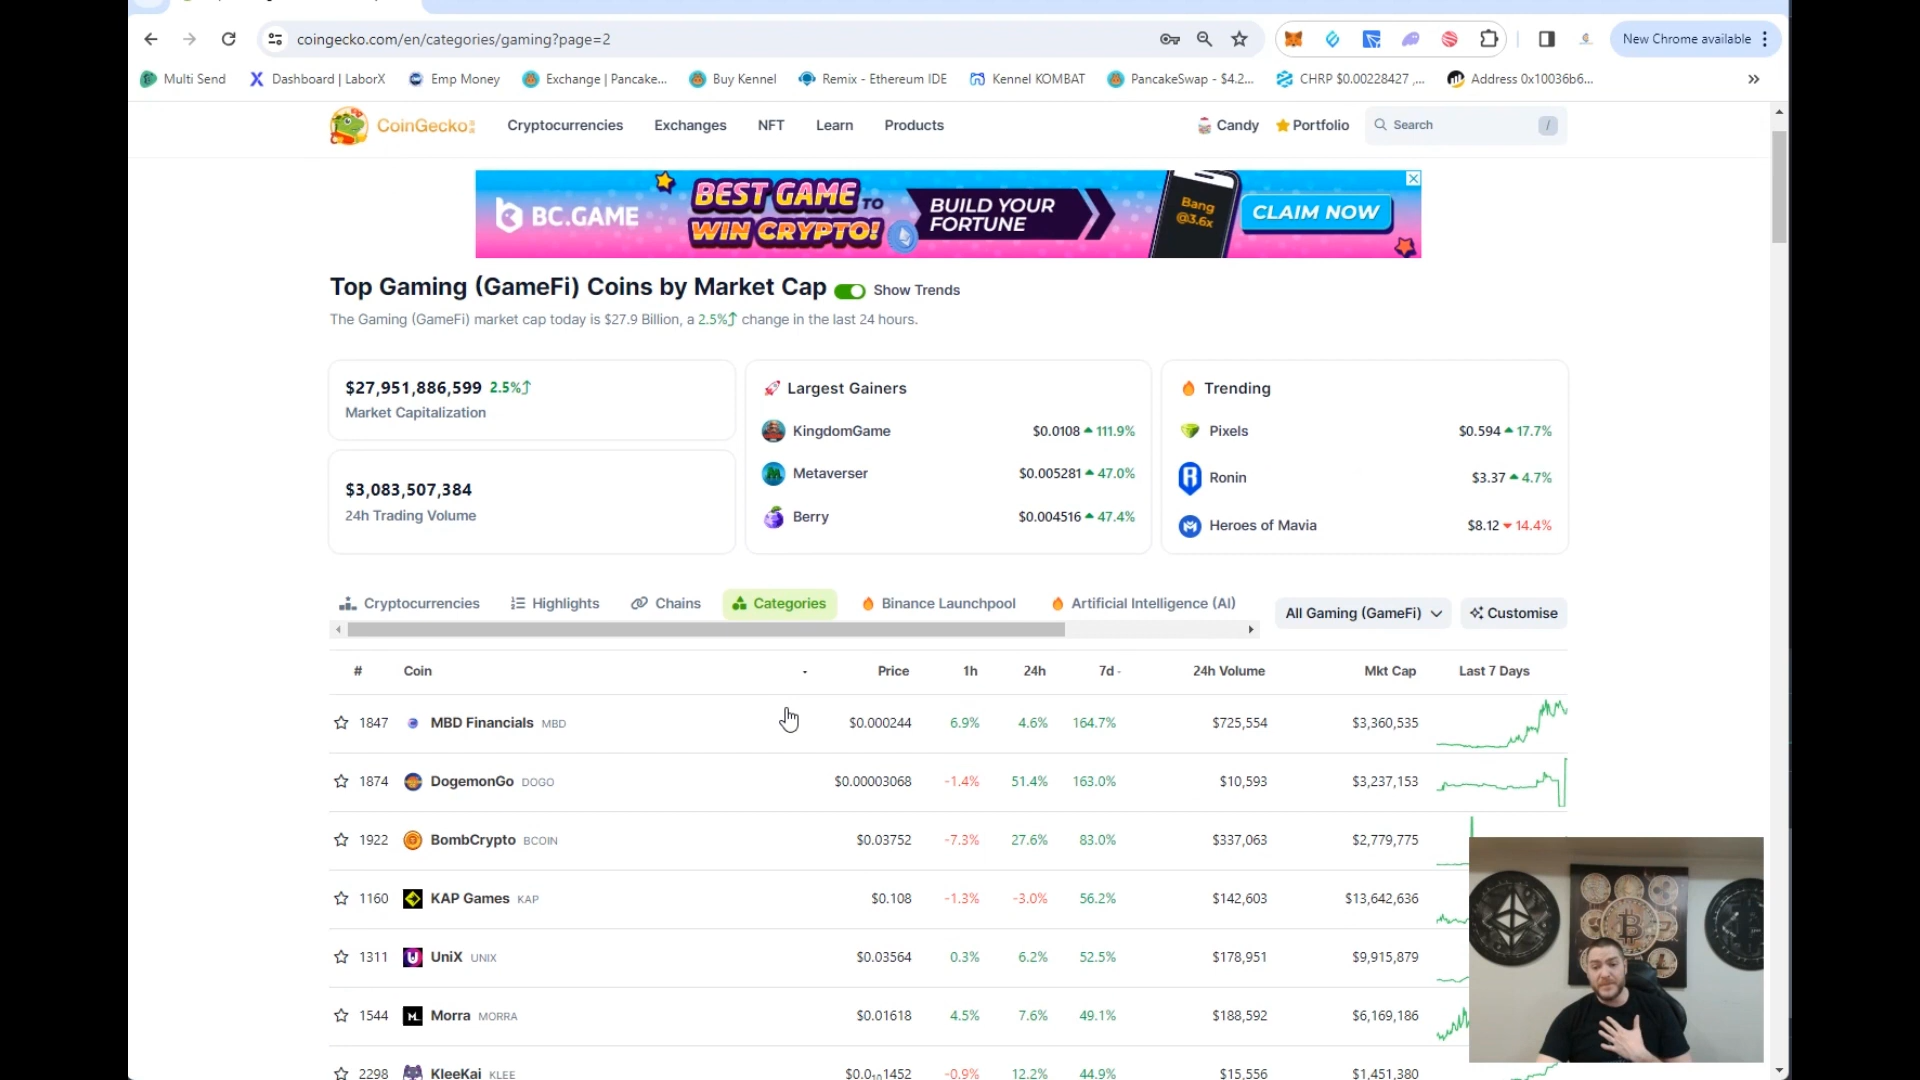 coingecko.com/en/categories/gaming?page=2
New Chrome available
Multi Send Dashboard | LaborX Emp Money Exchange | Pancake... Buy Kennel Remix - Ethereum IDE Kennel KOMBAT PancakeSwap - $4.2... CHRP $0.00228427 ,... Address 0x10036b6... »
CoinGecko Cryptocurrencies Exchanges NFT Learn Products Candy Portfolio Search /
BC.GAME BEST GAME TO WIN CRYPTO! BUILD YOUR FORTUNE Bang @3.6x CLAIM NOW
Top Gaming (GameFi) Coins by Market Cap Show Trends
The Gaming (GameFi) market cap today is $27.9 Billion, a 2.5% change in the last 24 hours.
$27,951,886,599 2.5%
Market Capitalization
$3,083,507,384
24h Trading Volume
Largest Gainers
KingdomGame $0.0108 111.9%
Metaverser $0.005281 47.0%
Berry $0.004516 47.4%
Trending
Pixels $0.594 17.7%
Ronin $3.37 4.7%
Heroes of Mavia $8.12 14.4%
Cryptocurrencies Highlights Chains Categories Binance Launchpool Artificial Intelligence (AI) All Gaming (GameFi) Customise
# Coin Price 1h 24h 7d 24h Volume Mkt Cap Last 7 Days
1847 MBD Financials MBD $0.000244 6.9% 4.6% 164.7% $725,554 $3,360,535
1874 DogemonGo DOGO $0.00003068 -1.4% 51.4% 163.0% $10,593 $3,237,153
1922 BombCrypto BCOIN $0.03752 -7.3% 27.6% 83.0% $337,063 $2,779,775
1160 KAP Games KAP $0.108 -1.3% -3.0% 56.2% $142,603 $13,642,636
1311 UniX UNIX $0.03564 0.3% 6.2% 52.5% $178,951 $9,915,879
1544 Morra MORRA $0.01618 4.5% 7.6% 49.1% $188,592 $6,169,186
2298 KleeKai KLEE $0.0₁₀1452 -0.9% 12.2% 44.9% $15,556 $1,451,380